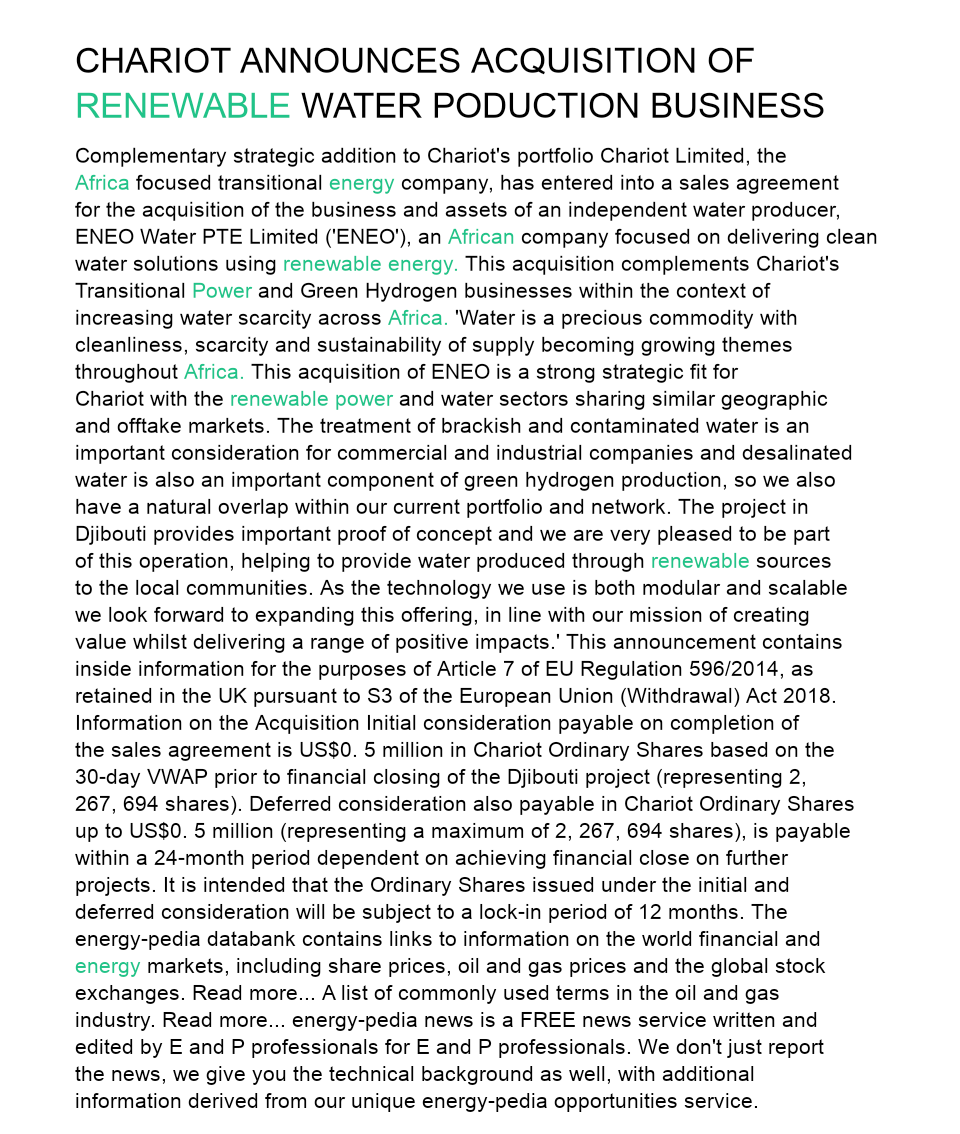 CHARIOT ANNOUNCES ACQUISITION OF
RENEWABLE WATER PODUCTION BUSINESS
Complementary strategic addition to Chariot's portfolio Chariot Limited, the
Africa focused transitional energy company, has entered into a sales agreement
for the acquisition of the business and assets of an independent water producer,
ENEO Water PTE Limited ('ENEO'), an African company focused on delivering clean
water solutions using renewable energy. This acquisition complements Chariot's
Transitional Power and Green Hydrogen businesses within the context of
increasing water scarcity across Africa. 'Water is a precious commodity with
cleanliness, scarcity and sustainability of supply becoming growing themes
throughout Africa. This acquisition of ENEO is a strong strategic fit for
Chariot with the renewable power and water sectors sharing similar geographic
and offtake markets. The treatment of brackish and contaminated water is an
important consideration for commercial and industrial companies and desalinated
water is also an important component of green hydrogen production, so we also
have a natural overlap within our current portfolio and network. The project in
Djibouti provides important proof of concept and we are very pleased to be part
of this operation, helping to provide water produced through renewable sources
to the local communities. As the technology we use is both modular and scalable
we look forward to expanding this offering, in line with our mission of creating
value whilst delivering a range of positive impacts.' This announcement contains
inside information for the purposes of Article 7 of EU Regulation 596/2014, as
retained in the UK pursuant to S3 of the European Union (Withdrawal) Act 2018.
Information on the Acquisition Initial consideration payable on completion of
the sales agreement is US$0. 5 million in Chariot Ordinary Shares based on the
30-day VWAP prior to financial closing of the Djibouti project (representing 2,
267, 694 shares). Deferred consideration also payable in Chariot Ordinary Shares
up to US$0. 5 million (representing a maximum of 2, 267, 694 shares), is payable
within a 24-month period dependent on achieving financial close on further
projects. It is intended that the Ordinary Shares issued under the initial and
deferred consideration will be subject to a lock-in period of 12 months. The
energy-pedia databank contains links to information on the world financial and
energy markets, including share prices, oil and gas prices and the global stock
exchanges. Read more... A list of commonly used terms in the oil and gas
industry. Read more... energy-pedia news is a FREE news service written and
edited by E and P professionals for E and P professionals. We don't just report
the news, we give you the technical background as well, with additional
information derived from our unique energy-pedia opportunities service.